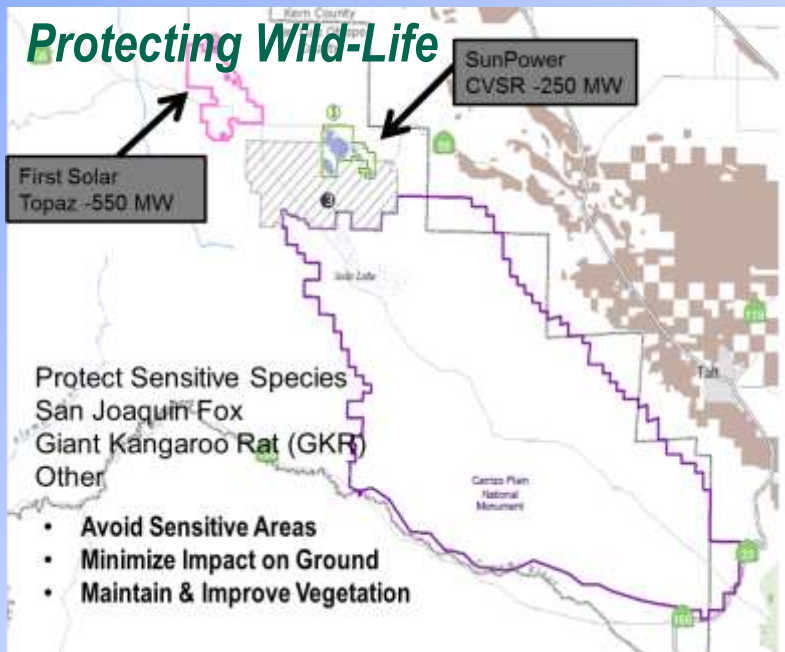 Protecting Wild-Life
Kern County
SunPower
CVSR -250 MW
First Solar
Topaz -550 MW
Soda Lake
Taft
Protect Sensitive Species
San Joaquin Fox
Giant Kangaroo Rat (GKR)
Other
Carrizo Plain
National
Monument
• Avoid Sensitive Areas
• Minimize Impact on Ground
• Maintain & Improve Vegetation
33
166